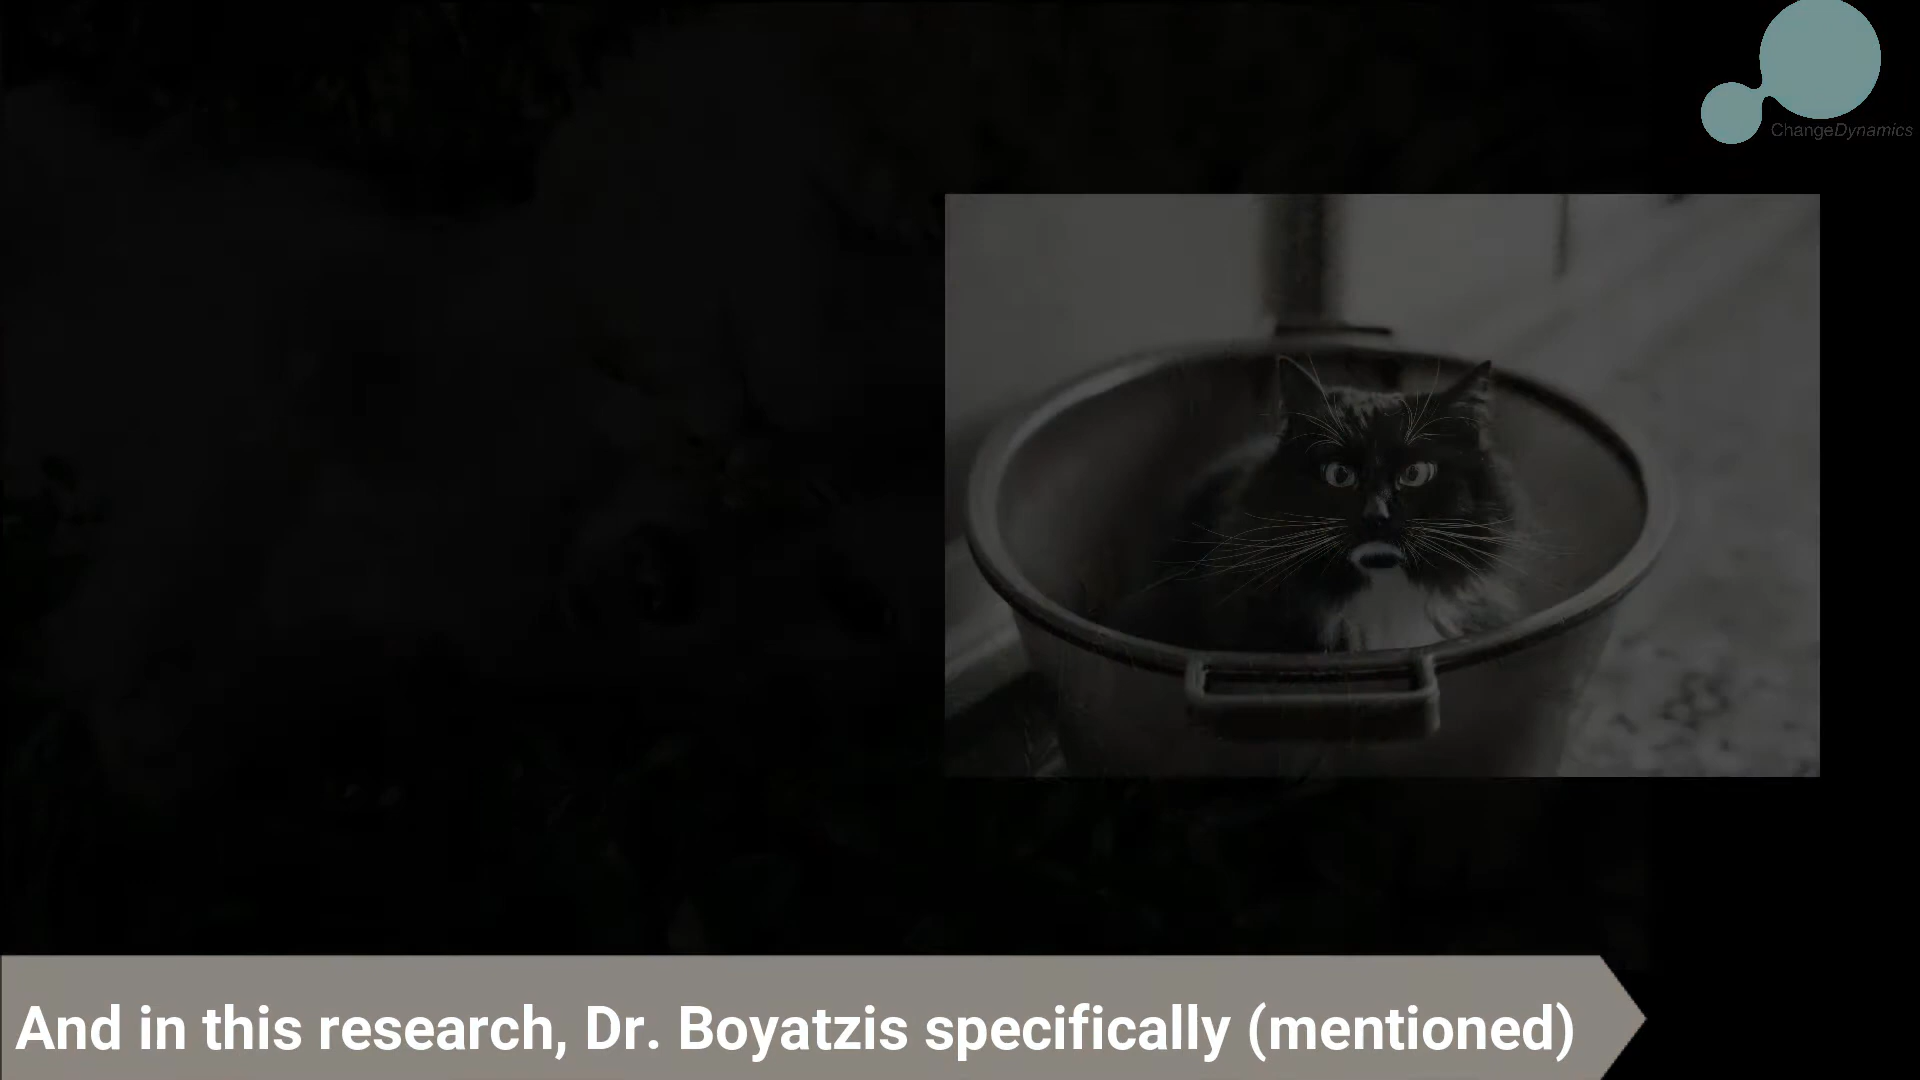 ChangeDynamics
And in this research, Dr. Boyatzis specifically (mentioned)